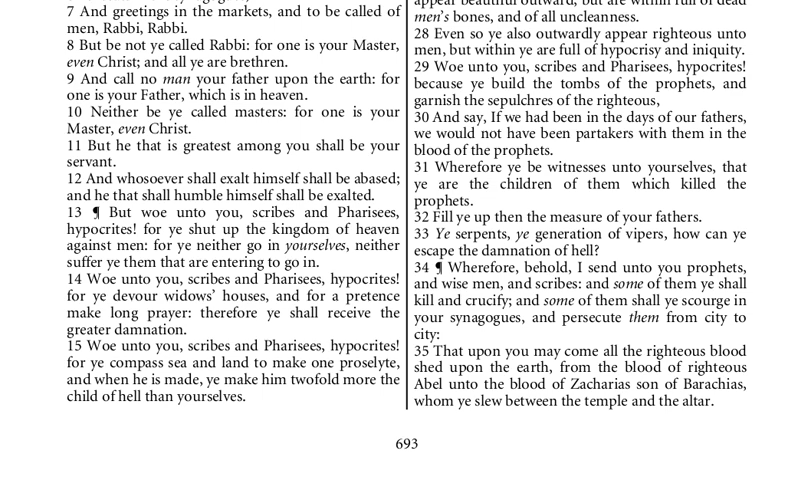 7 And greetings in the markets, and to be called of
men, Rabbi, Rabbi.
8 But be not ye called Rabbi: for one is your Master,
even Christ; and all ye are brethren.
9 And call no man your father upon the earth: for
one is your Father, which is in heaven.
10 Neither be ye called masters: for one is your
Master, even Christ.
11 But he that is greatest among you shall be your
servant.
12 And whosoever shall exalt himself shall be abased;
and he that shall humble himself shall be exalted.
13 ¶ But woe unto you, scribes and Pharisees,
hypocrites! for ye shut up the kingdom of heaven
against men: for ye neither go in yourselves, neither
suffer ye them that are entering to go in.
14 Woe unto you, scribes and Pharisees, hypocrites!
for ye devour widows’ houses, and for a pretence
make long prayer: therefore ye shall receive the
greater damnation.
15 Woe unto you, scribes and Pharisees, hypocrites!
for ye compass sea and land to make one proselyte,
and when he is made, ye make him twofold more the
child of hell than yourselves.
appear beautiful outward, but are within full of dead
men’s bones, and of all uncleanness.
28 Even so ye also outwardly appear righteous unto
men, but within ye are full of hypocrisy and iniquity.
29 Woe unto you, scribes and Pharisees, hypocrites!
because ye build the tombs of the prophets, and
garnish the sepulchres of the righteous,
30 And say, If we had been in the days of our fathers,
we would not have been partakers with them in the
blood of the prophets.
31 Wherefore ye be witnesses unto yourselves, that
ye are the children of them which killed the
prophets.
32 Fill ye up then the measure of your fathers.
33 Ye serpents, ye generation of vipers, how can ye
escape the damnation of hell?
34 ¶ Wherefore, behold, I send unto you prophets,
and wise men, and scribes: and some of them ye shall
kill and crucify; and some of them shall ye scourge in
your synagogues, and persecute them from city to
city:
35 That upon you may come all the righteous blood
shed upon the earth, from the blood of righteous
Abel unto the blood of Zacharias son of Barachias,
whom ye slew between the temple and the altar.
693